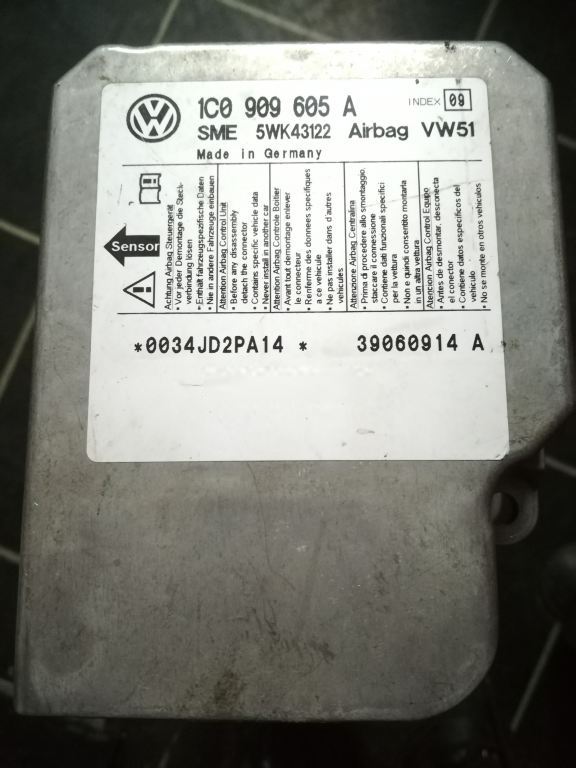 VW
1C0 909 605 A INDEX 09
SME 5WK43122 Airbag VW51
Made in Germany
Sensor
Achtung Airbag Steuergerät
• Vor jeder Demontage die Steck-
verbindung lösen
• Enthält fahrzeugspezifische Daten
• Nie in andere Fahrzeuge einbauen
Attention Airbag Control Unit
• Before any disassembly
detach the connector
• Contains specific vehicle data
• Never install in another car
Attention Airbag Controle Boitier
• Avant tout demontage enlever
le connecteur
• Renferme des donnees specifiques
a ce vehicule
• Ne pas installer dans d'autres
vehicules
Attenzione Airbag Centralina
• Prima di procedere allo smontaggio
staccare il connessione
• Contiene dati funzionali specifici
per la vettura
• Non e quindi consentito montarla
in un altra vettura
Atencion Airbag Control Equipo
• Antes de desmontar, desconecta
el conector
• Contiene datos especificos del
vehiculo
• No se monte en otros vehiculos
*0034JD2PA14 * 39060914 A